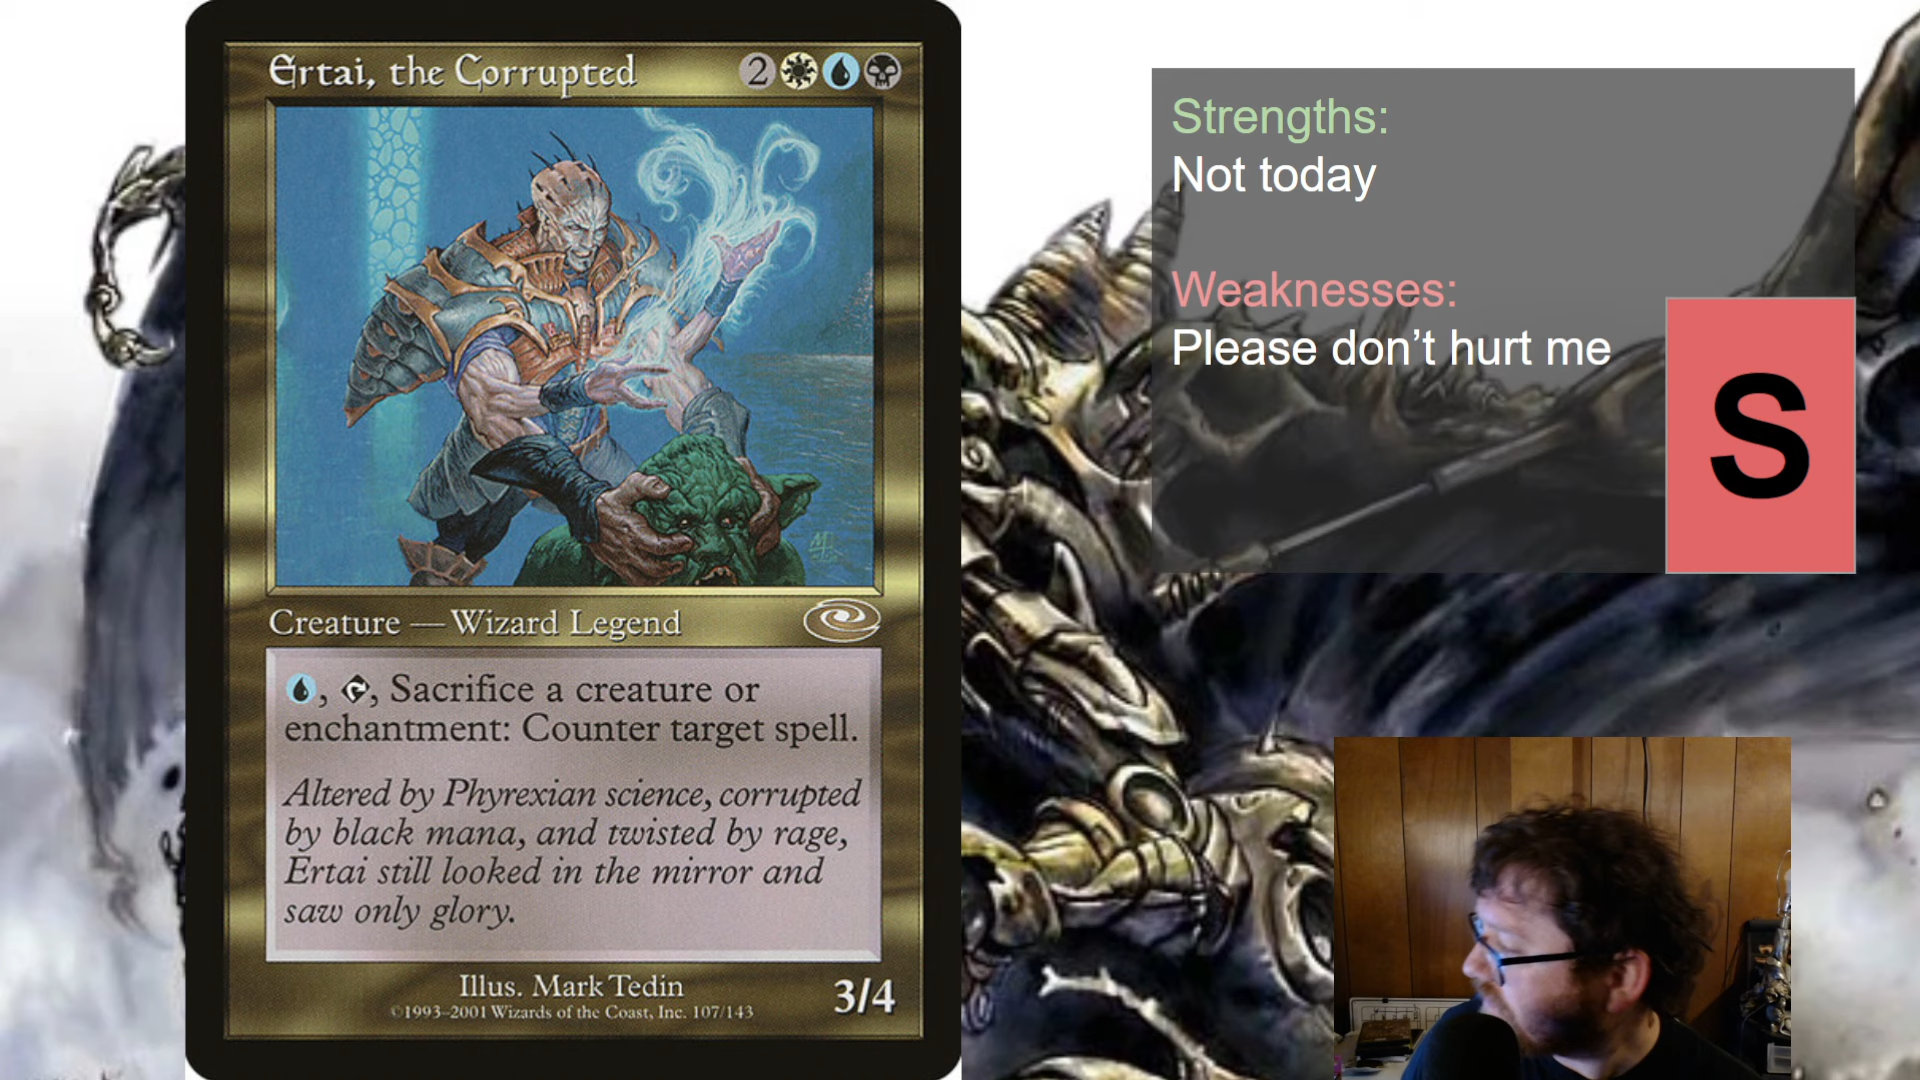 Ertai, the Corrupted
2
Creature — Wizard Legend
, , Sacrifice a creature or
enchantment: Counter target spell.
Altered by Phyrexian science, corrupted
by black mana, and twisted by rage,
Ertai still looked in the mirror and
saw only glory.
Illus. Mark Tedin
©1993–2001 Wizards of the Coast, Inc. 107/143
3/4
Strengths:
Not today
Weaknesses:
Please don't hurt me
S